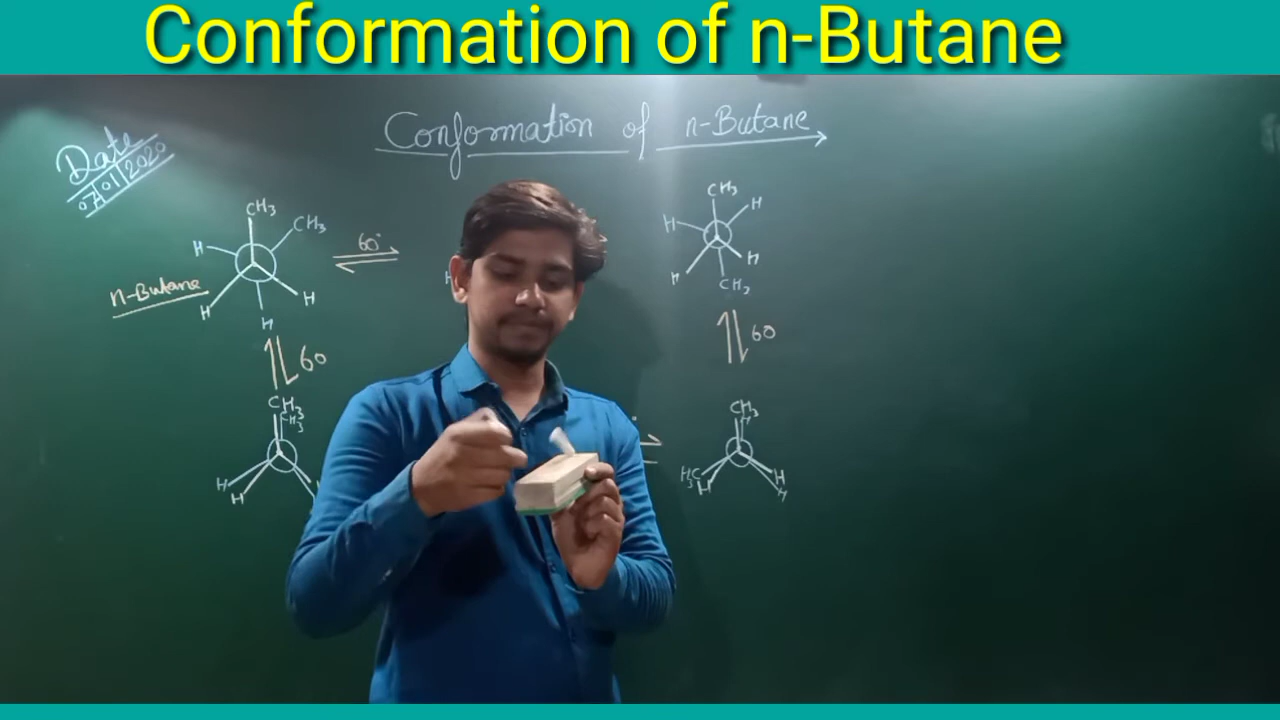 Conformation of n-Butane
Conformation of n-Butane
Date
07/01/2020
CH3
CH3
H
H
H
H
n-Butane
60°
60
CH3
CH3
H
H
H
CH3
H
H
H
H
CH3
60
CH3
H
H3C
H
H
H